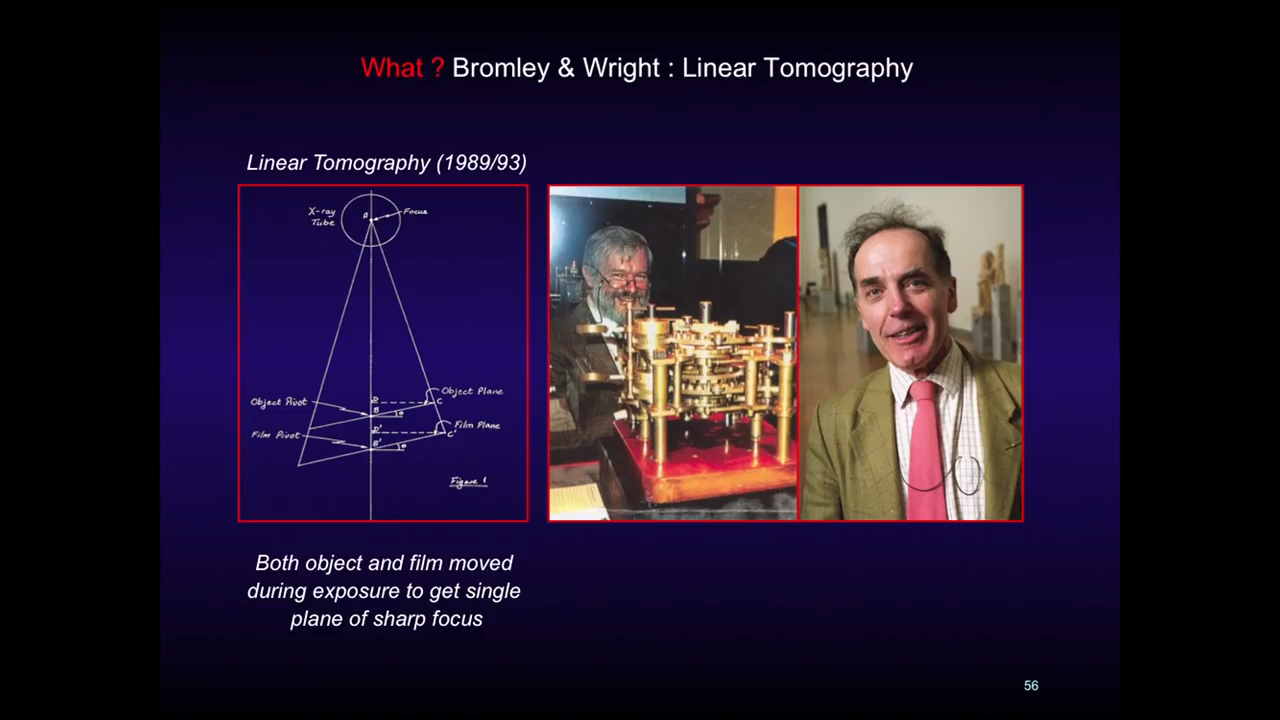 What ? Bromley & Wright : Linear Tomography
Linear Tomography (1989/93)
X-ray
Tube
A
Focus
Object Plane
Object Pivot
D
C
B
θ
Film Plane
Film Pivot
D'
C'
B'
θ
Figure 1
Both object and film moved
during exposure to get single
plane of sharp focus
56